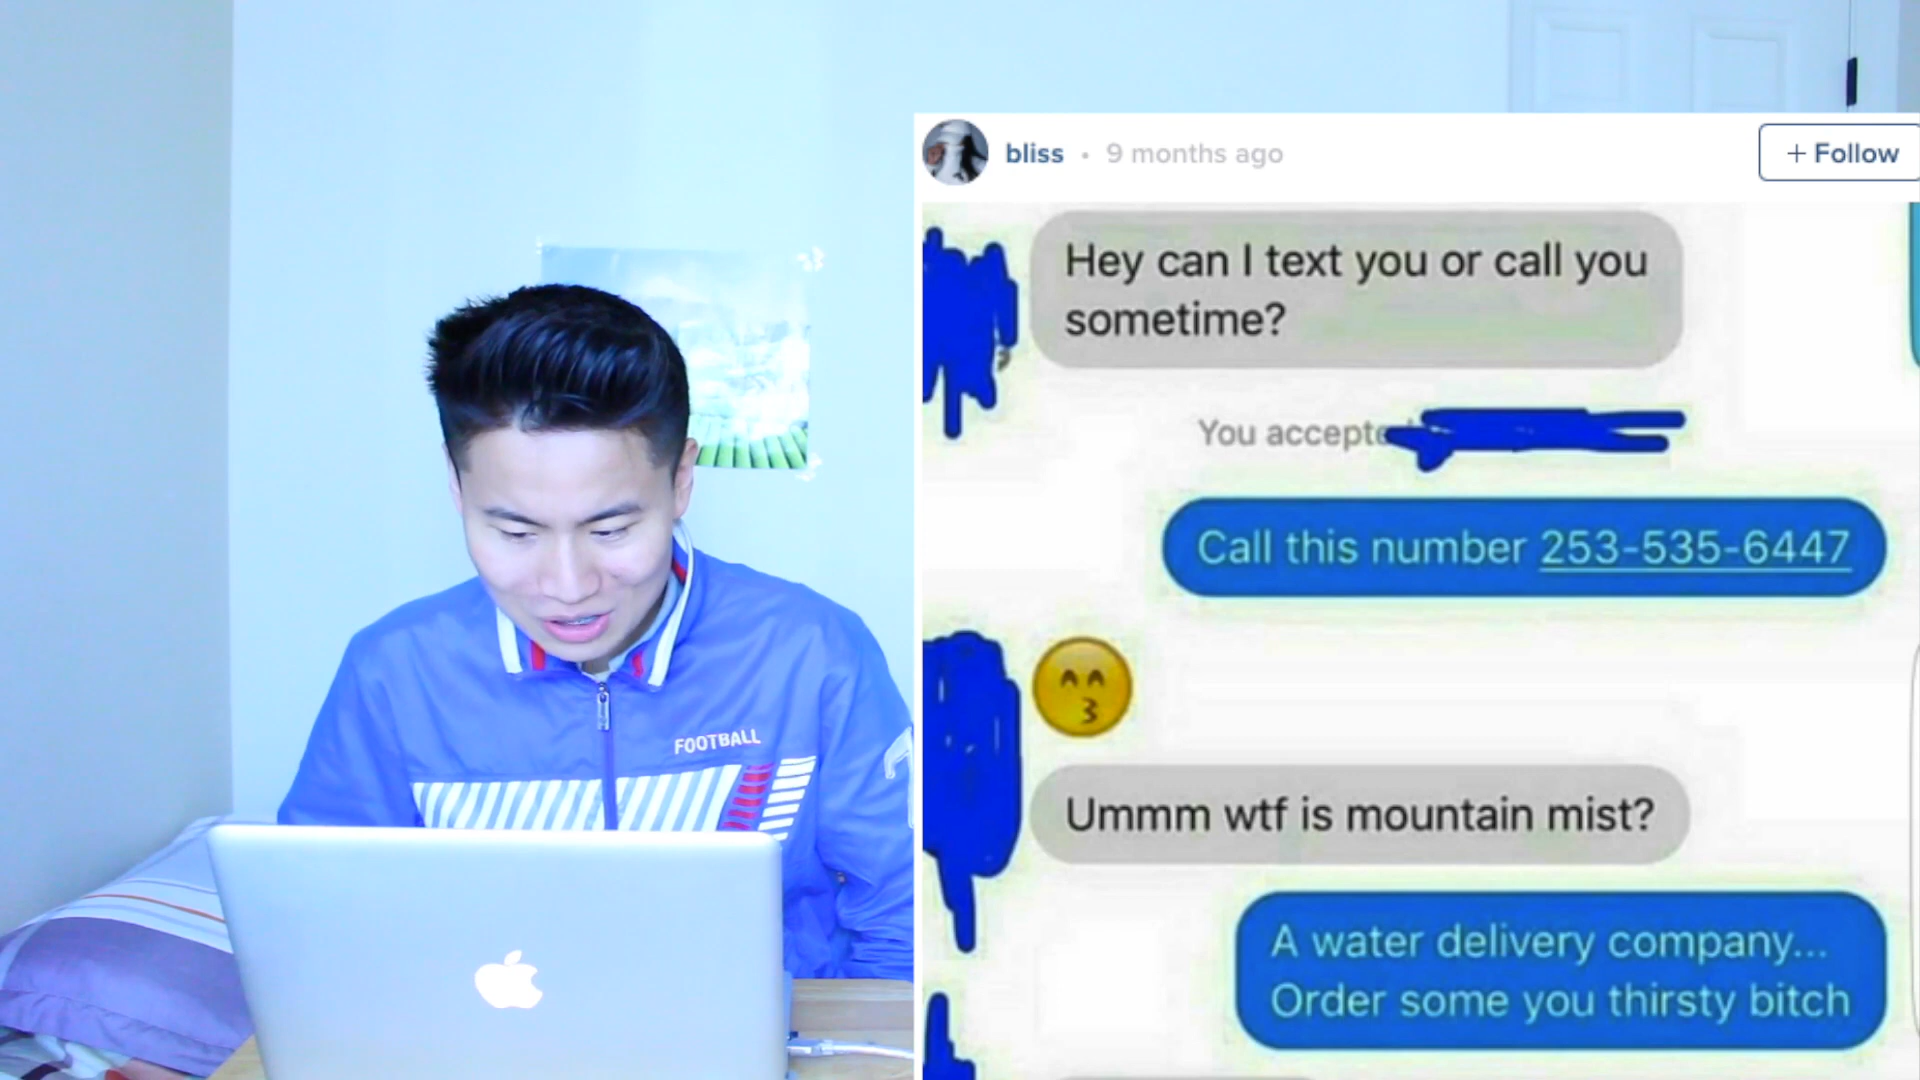 bliss • 9 months ago
+ Follow
Hey can I text you or call you
sometime?
You accepte
Call this number 253-535-6447
Ummm wtf is mountain mist?
A water delivery company...
Order some you thirsty bitch
FOOTBALL